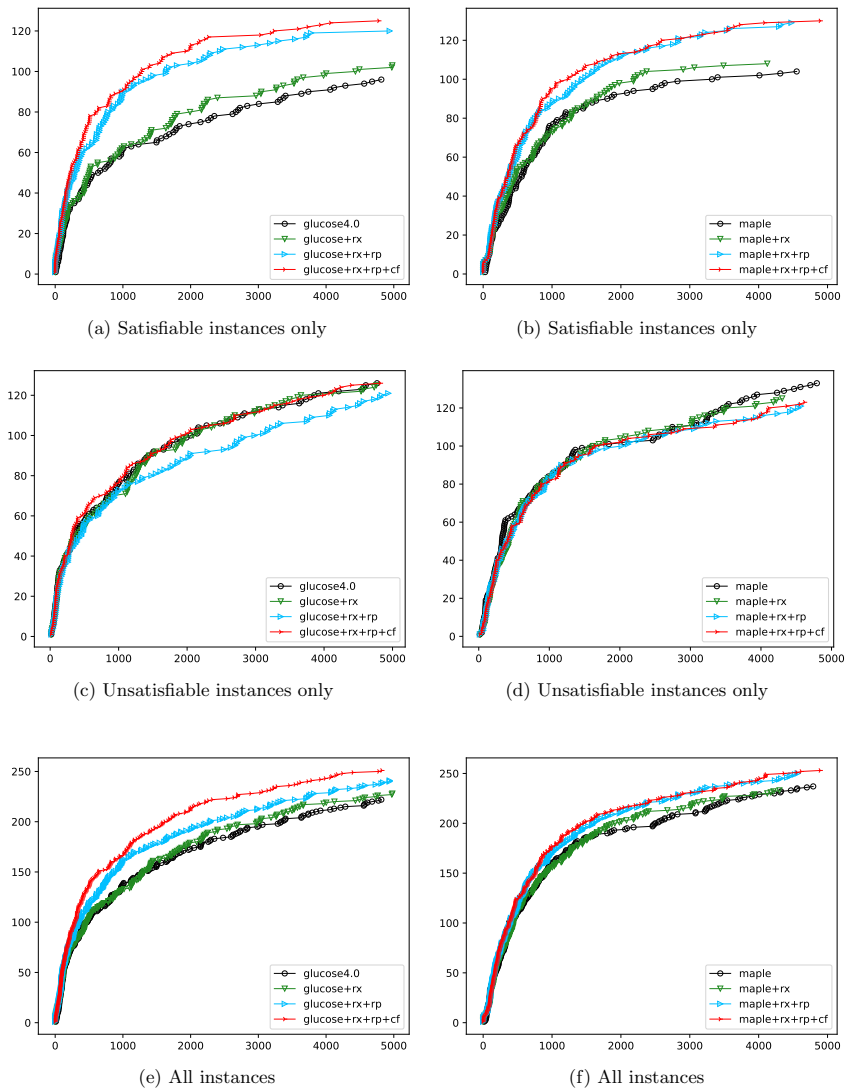 120
100
80
60
40
20
0
0 1000 2000 3000 4000 5000
glucose4.0
glucose+rx
glucose+rx+rp
glucose+rx+rp+cf
(a) Satisfiable instances only
120
100
80
60
40
20
0
0 1000 2000 3000 4000 5000
maple
maple+rx
maple+rx+rp
maple+rx+rp+cf
(b) Satisfiable instances only
120
100
80
60
40
20
0
0 1000 2000 3000 4000 5000
glucose4.0
glucose+rx
glucose+rx+rp
glucose+rx+rp+cf
(c) Unsatisfiable instances only
120
100
80
60
40
20
0
0 1000 2000 3000 4000 5000
maple
maple+rx
maple+rx+rp
maple+rx+rp+cf
(d) Unsatisfiable instances only
250
200
150
100
50
0
0 1000 2000 3000 4000 5000
glucose4.0
glucose+rx
glucose+rx+rp
glucose+rx+rp+cf
(e) All instances
250
200
150
100
50
0
0 1000 2000 3000 4000 5000
maple
maple+rx
maple+rx+rp
maple+rx+rp+cf
(f) All instances